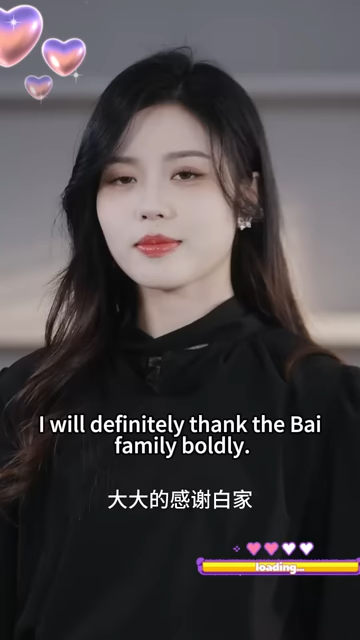 I will definitely thank the Bai
family boldly.
大大的感谢白家
loading...